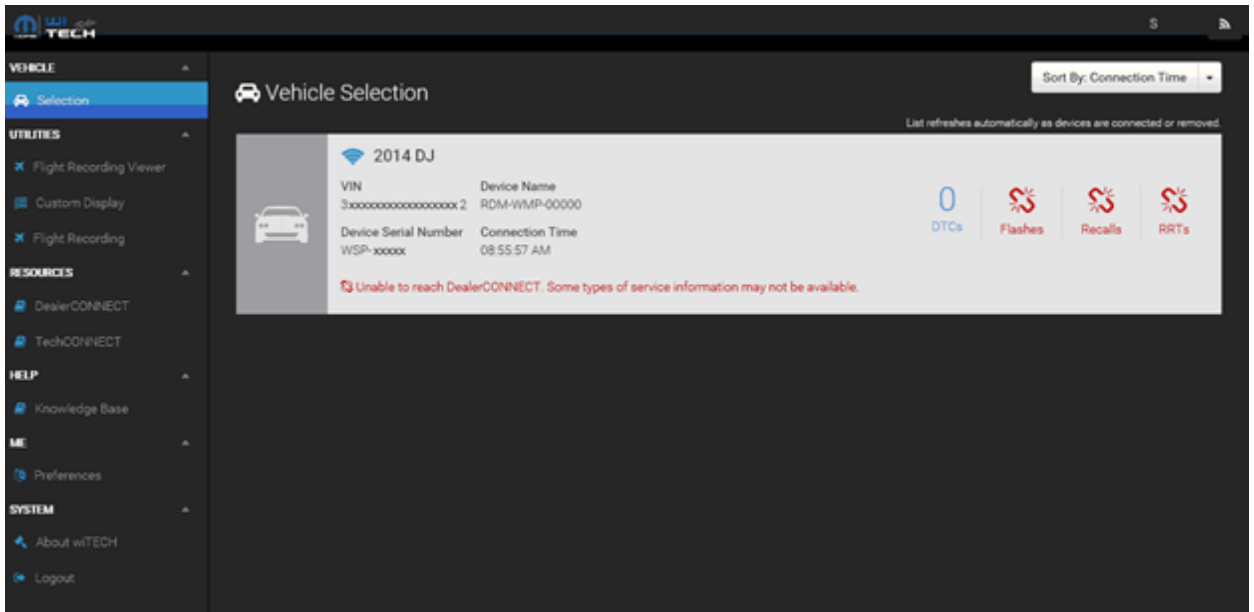 WI
TECH
S
VEHICLE
Selection
UTILITIES
Flight Recording Viewer
Custom Display
Flight Recording
RESOURCES
DealerCONNECT
TechCONNECT
HELP
Knowledge Base
ME
Preferences
SYSTEM
About wiTECH
Logout
Vehicle Selection
Sort By: Connection Time
List refreshes automatically as devices are connected or removed.
2014 DJ
VIN Device Name
3xxxxxxxxxxxxxxxxxx 2 RDM-WMP-00000
Device Serial Number Connection Time
WSP- xxxxx 08:55:57 AM
0
DTCs Flashes Recalls RRTs
Unable to reach DealerCONNECT. Some types of service information may not be available.